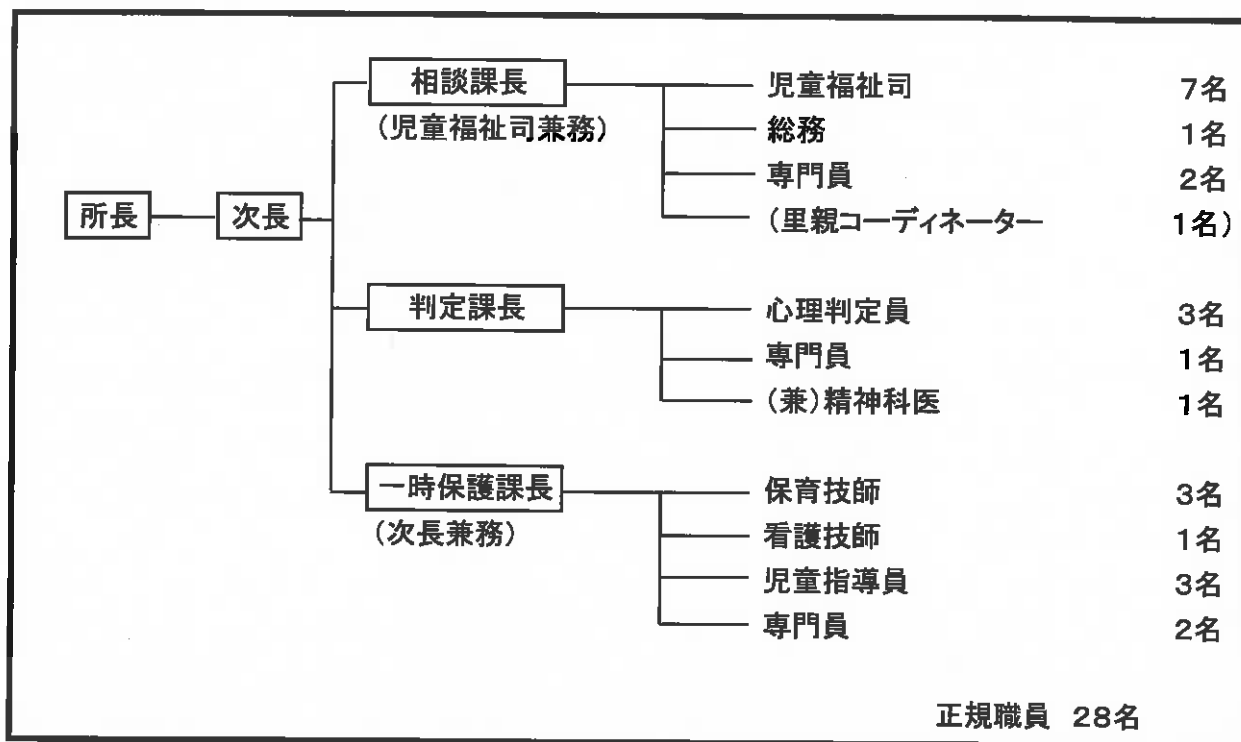 相談課長
(児童福祉司兼務)
児童福祉司 7名
総務 1名
専門員 2名
(里親コーディネーター 1名)
所長
次長
判定課長
心理判定員 3名
専門員 1名
(兼)精神科医 1名
一時保護課長
(次長兼務)
保育技師 3名
看護技師 1名
児童指導員 3名
専門員 2名
正規職員 28名